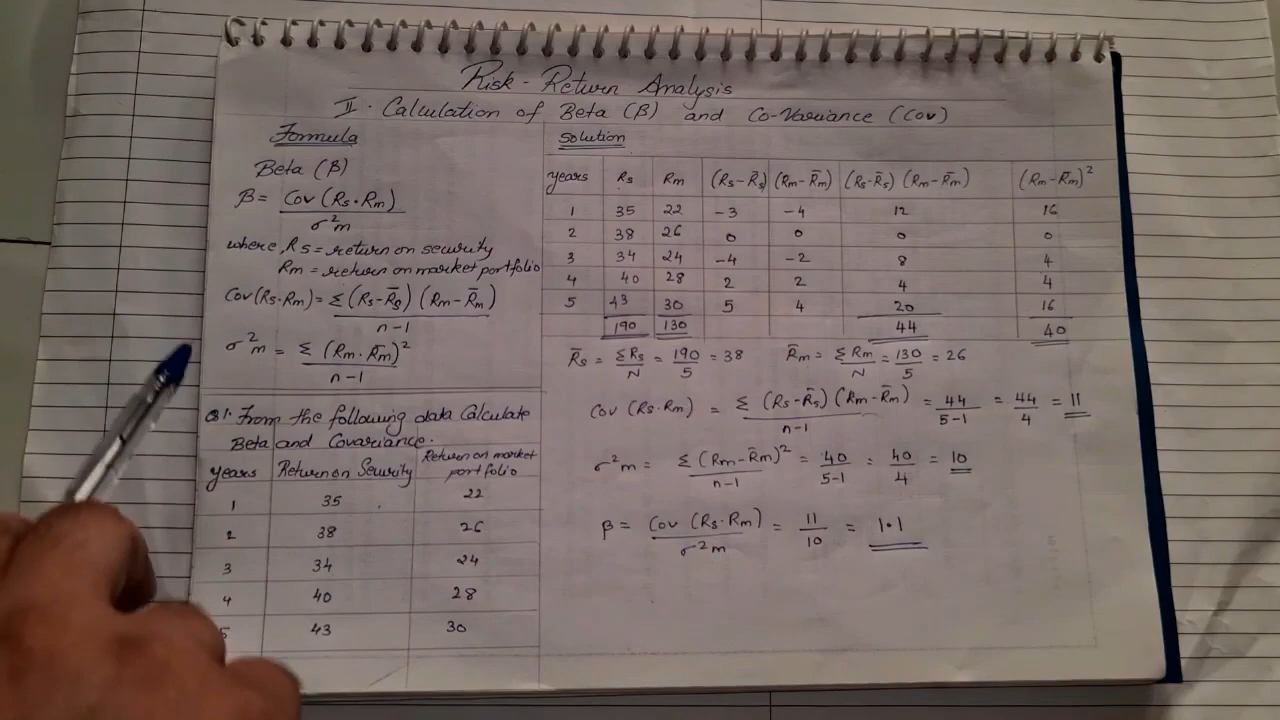 Risk - Return Analysis
II. Calculation of Beta (β) and Co-Variance (Cov)
Formula
Beta (β)
β = Cov (Rs·Rm)
σ²m
where, Rs = return on security
Rm = return on market portfolio
Cov (Rs·Rm) = Σ (Rs - R̄s) (Rm - R̄m)
n-1
σ²m = Σ (Rm · R̄m)²
n-1
Q1. From the following data Calculate
Beta and Covariance.
Years Return on Security Return on market portfolio
1 35 22
2 38 26
3 34 24
4 40 28
5 43 30
Solution
Years Rs Rm (Rs-R̄s) (Rm-R̄m) (Rs-R̄s) (Rm-R̄m) (Rm-R̄m)²
1 35 22 -3 -4 12 16
2 38 26 0 0 0 0
3 34 24 -4 -2 8 4
4 40 28 2 2 4 4
5 43 30 5 4 20 16
190 130 44 40
R̄s = ΣRs/N = 190/5 = 38 R̄m = ΣRm/N = 130/5 = 26
Cov (Rs·Rm) = Σ (Rs-R̄s) (Rm-R̄m)/n-1 = 44/5-1 = 44/4 = 11
σ²m = Σ (Rm-R̄m)²/n-1 = 40/5-1 = 40/4 = 10
β = Cov (Rs·Rm)/σ²m = 11/10 = 1.1